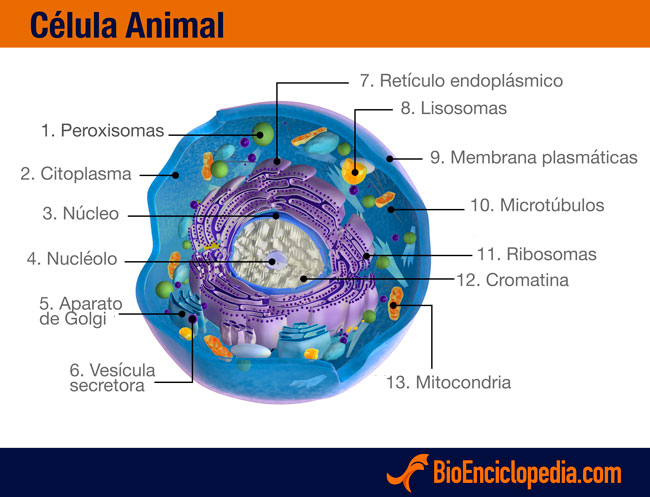 Célula Animal
1. Peroxisomas
2. Citoplasma
3. Núcleo
4. Nucléolo
5. Aparato
de Golgi
6. Vesícula
secretora
7. Retículo endoplásmico
8. Lisosomas
9. Membrana plasmáticas
10. Microtúbulos
11. Ribosomas
12. Cromatina
13. Mitocondria
BioEnciclopedia.com